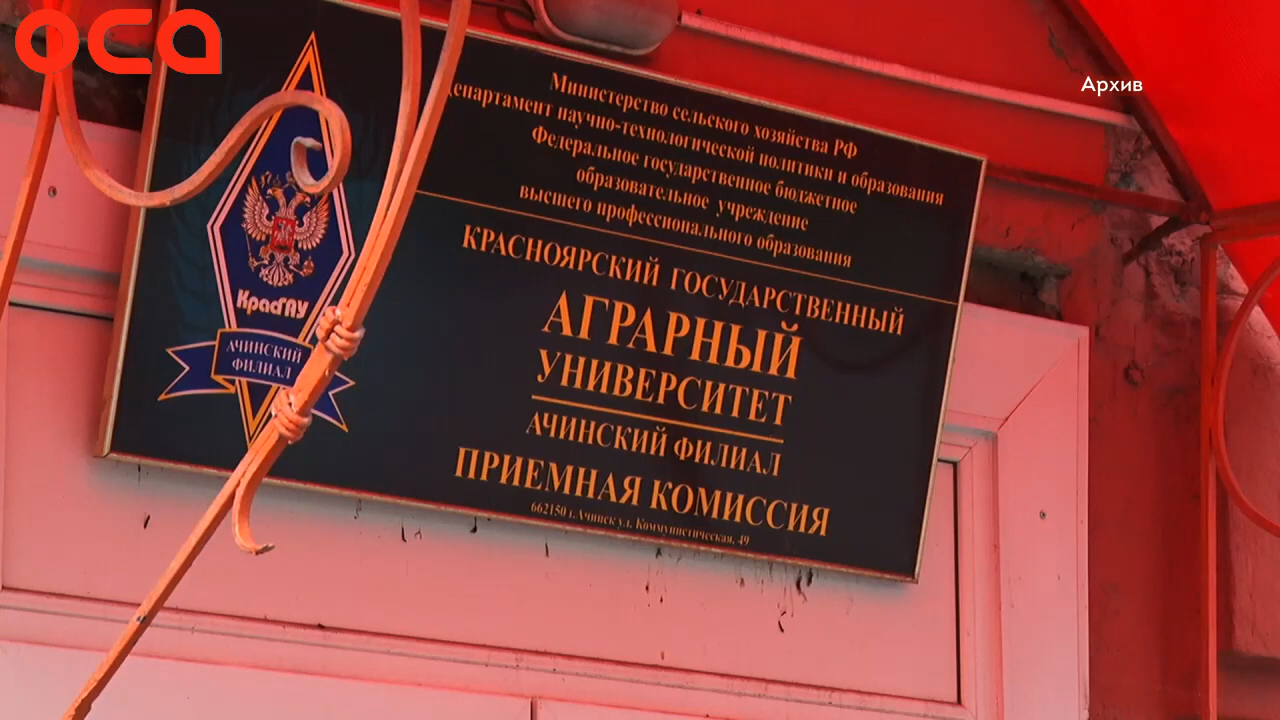 оса
Архив
Министерство сельского хозяйства РФ
научно-технологической политики и образования
Федеральное государственное бюджетное
образовательное учреждение
высшего профессионального образования
КРАСНОЯРСКИЙ ГОСУДАРСТВЕННЫЙ
АГРАРНЫЙ
УНИВЕРСИТЕТ
АЧИНСКИЙ ФИЛИАЛ
ПРИЕМНАЯ КОМИССИЯ
662150 г.Ачинск ул. Коммунистическая, 49
КрасГАУ
АЧИНСКИЙ
ФИЛИАЛ